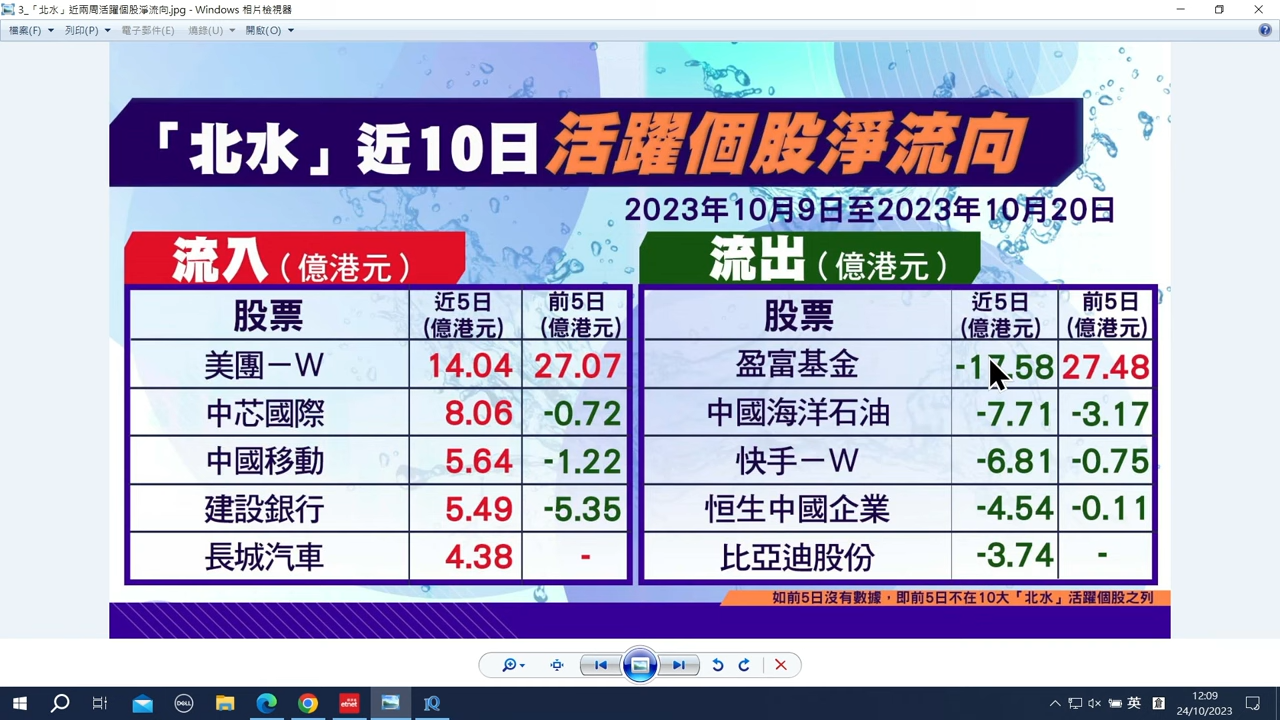 3_「北水」近兩周活躍個股淨流向.jpg - Windows 相片檢視器
檔案(F) 列印(P) 電子郵件(E) 燒錄(U) 開啟(O)
「北水」近10日活躍個股淨流向
2023年10月9日至2023年10月20日
流入（億港元）
股票 近5日(億港元) 前5日(億港元)
美團－W 14.04 27.07
中芯國際 8.06 -0.72
中國移動 5.64 -1.22
建設銀行 5.49 -5.35
長城汽車 4.38 -
流出（億港元）
股票 近5日(億港元) 前5日(億港元)
盈富基金 -17.58 27.48
中國海洋石油 -7.71 -3.17
快手－W -6.81 -0.75
恒生中國企業 -4.54 -0.11
比亞迪股份 -3.74 -
如前5日沒有數據，即前5日不在10大「北水」活躍個股之列
DELL
etnet
IQ
英
12:09
24/10/2023